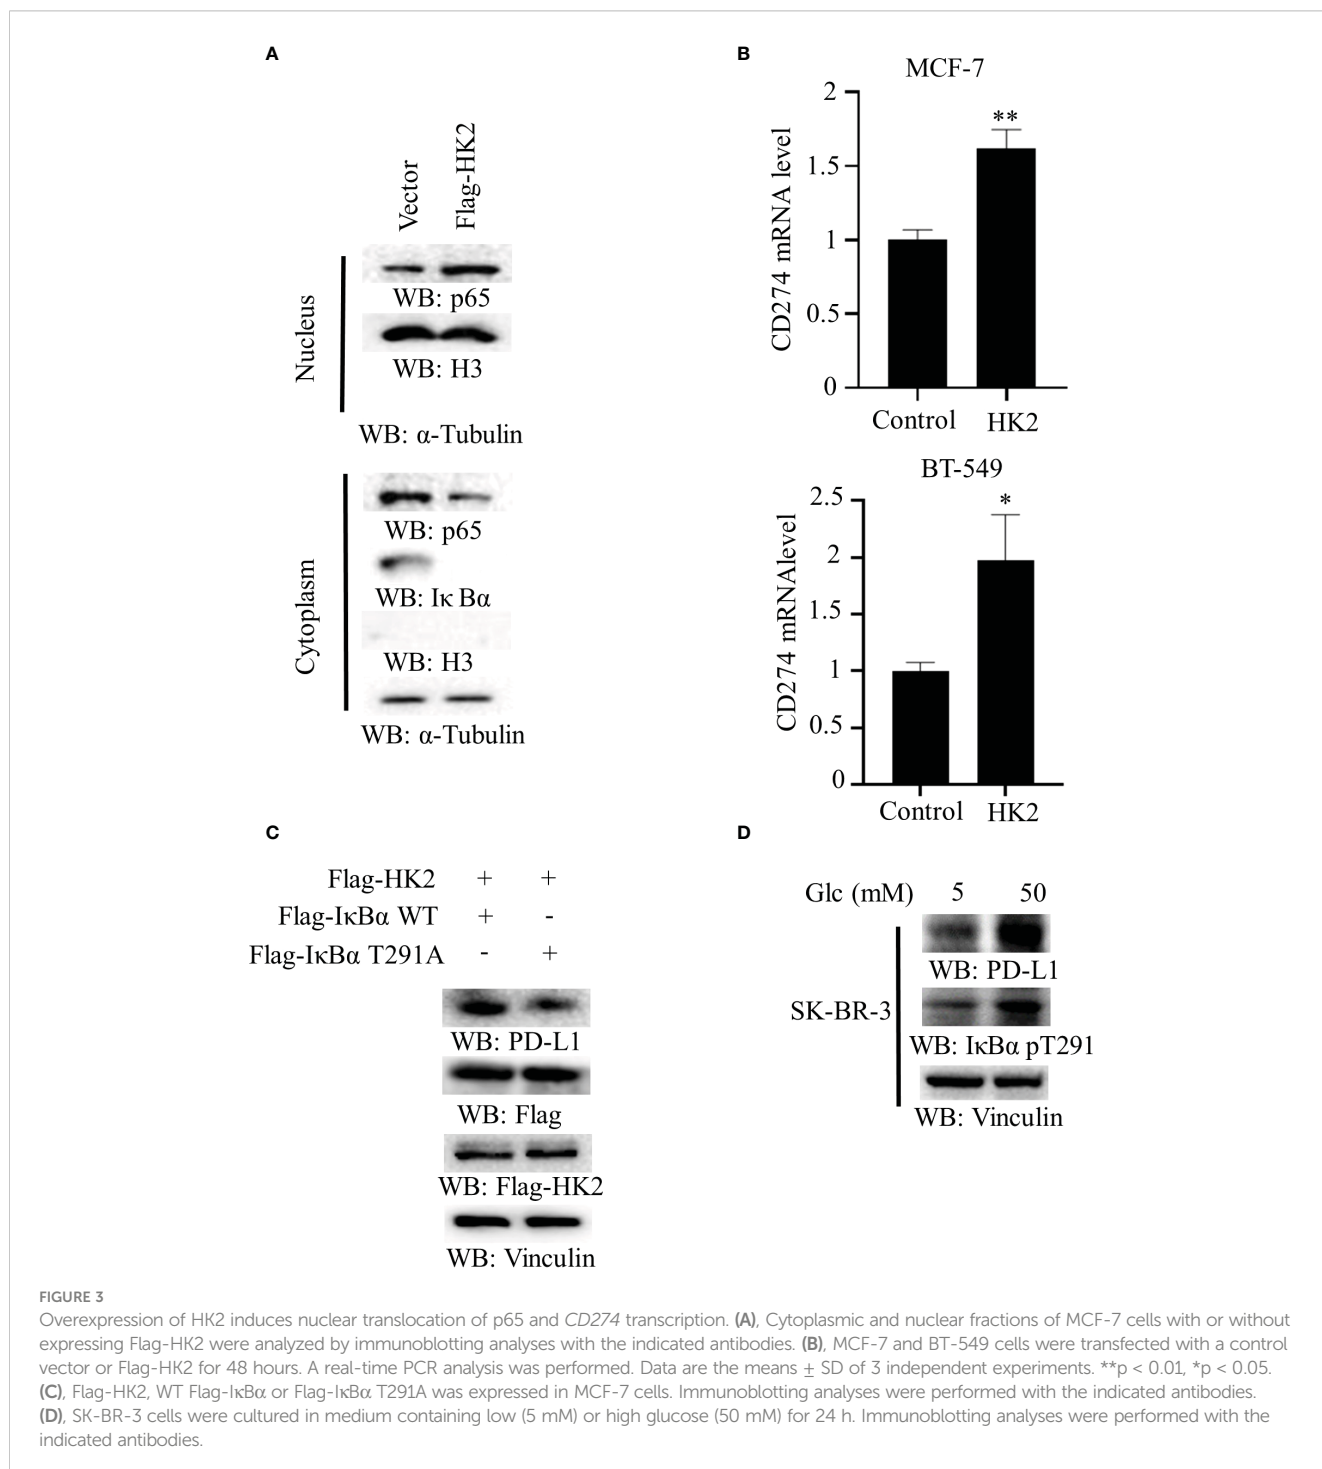 A
Vector
Flag-HK2
Nucleus
WB: p65
WB: H3
WB: α-Tubulin
Cytoplasm
WB: p65
WB: Iκ Bα
WB: H3
WB: α-Tubulin
B
MCF-7
CD274 mRNA level
2
1.5
1
0.5
0
**
Control HK2
BT-549
CD274 mRNAlevel
2.5
2
1.5
1
0.5
0
*
Control HK2
C
Flag-HK2 + +
Flag-IκBα WT + -
Flag-IκBα T291A - +
WB: PD-L1
WB: Flag
WB: Flag-HK2
WB: Vinculin
D
Glc (mM) 5 50
SK-BR-3
WB: PD-L1
WB: IκBα pT291
WB: Vinculin
FIGURE 3
Overexpression of HK2 induces nuclear translocation of p65 and CD274 transcription. (A), Cytoplasmic and nuclear fractions of MCF-7 cells with or without
expressing Flag-HK2 were analyzed by immunoblotting analyses with the indicated antibodies. (B), MCF-7 and BT-549 cells were transfected with a control
vector or Flag-HK2 for 48 hours. A real-time PCR analysis was performed. Data are the means ± SD of 3 independent experiments. **p < 0.01, *p < 0.05.
(C), Flag-HK2, WT Flag-IκBα or Flag-IκBα T291A was expressed in MCF-7 cells. Immunoblotting analyses were performed with the indicated antibodies.
(D), SK-BR-3 cells were cultured in medium containing low (5 mM) or high glucose (50 mM) for 24 h. Immunoblotting analyses were performed with the
indicated antibodies.